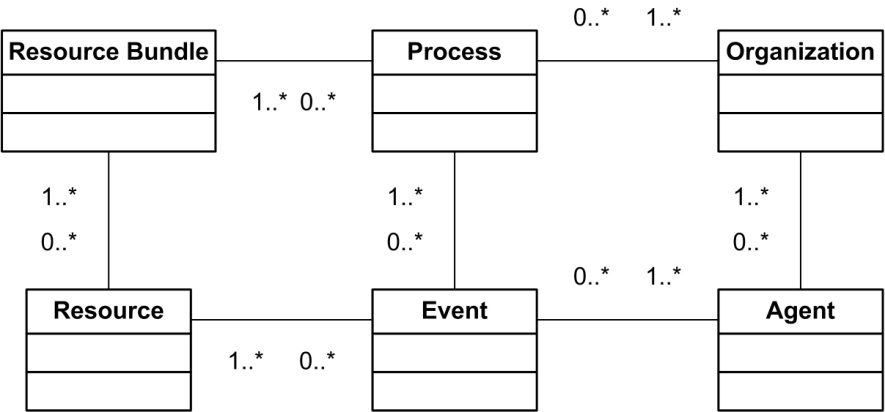 0..* 1..*
Resource Bundle Process Organization
1..* 0..*
1..* 1..* 1..*
0..* 0..* 0..*
0..* 1..*
Resource Event Agent
1..* 0..*